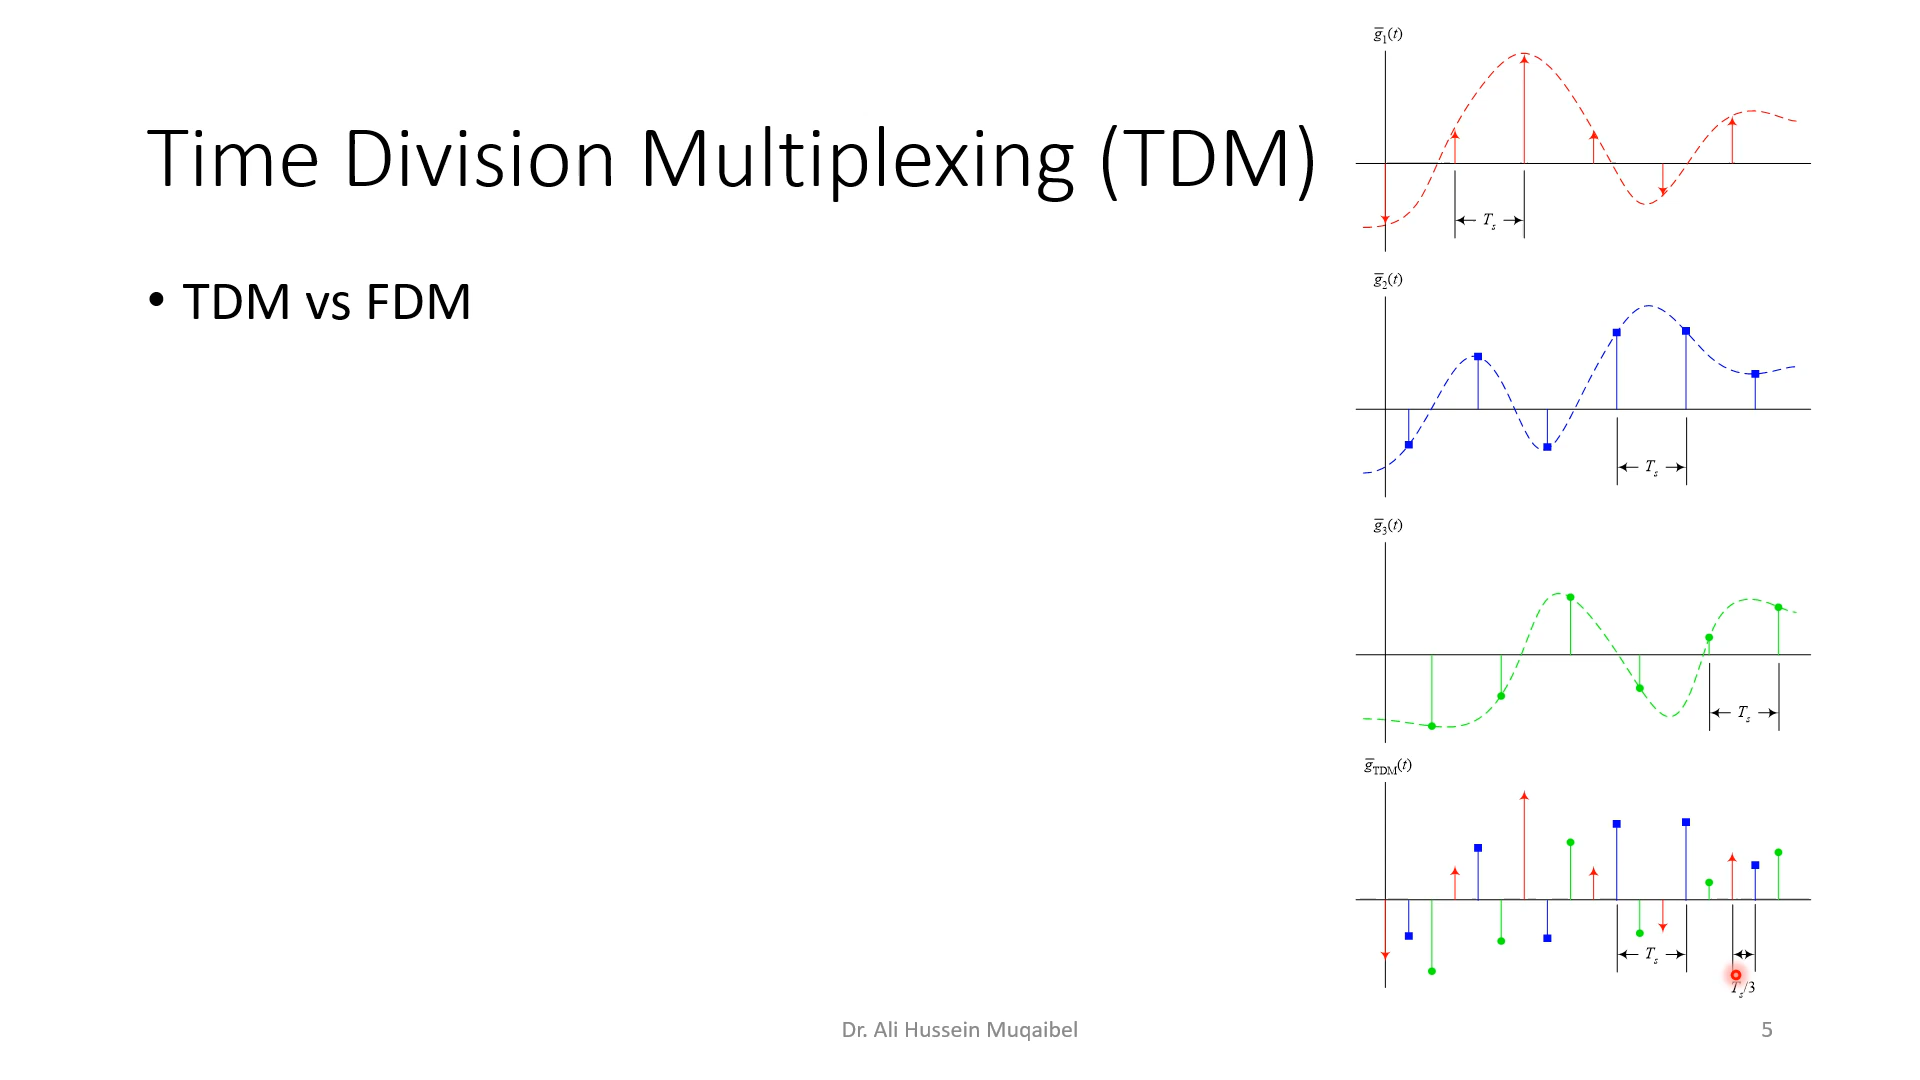 Time Division Multiplexing (TDM)
• TDM vs FDM
g̅₁(t)
Tₛ
g̅₂(t)
Tₛ
g̅₃(t)
Tₛ
g̅TDM(t)
Tₛ
Tₛ/3
Dr. Ali Hussein Muqaibel
5